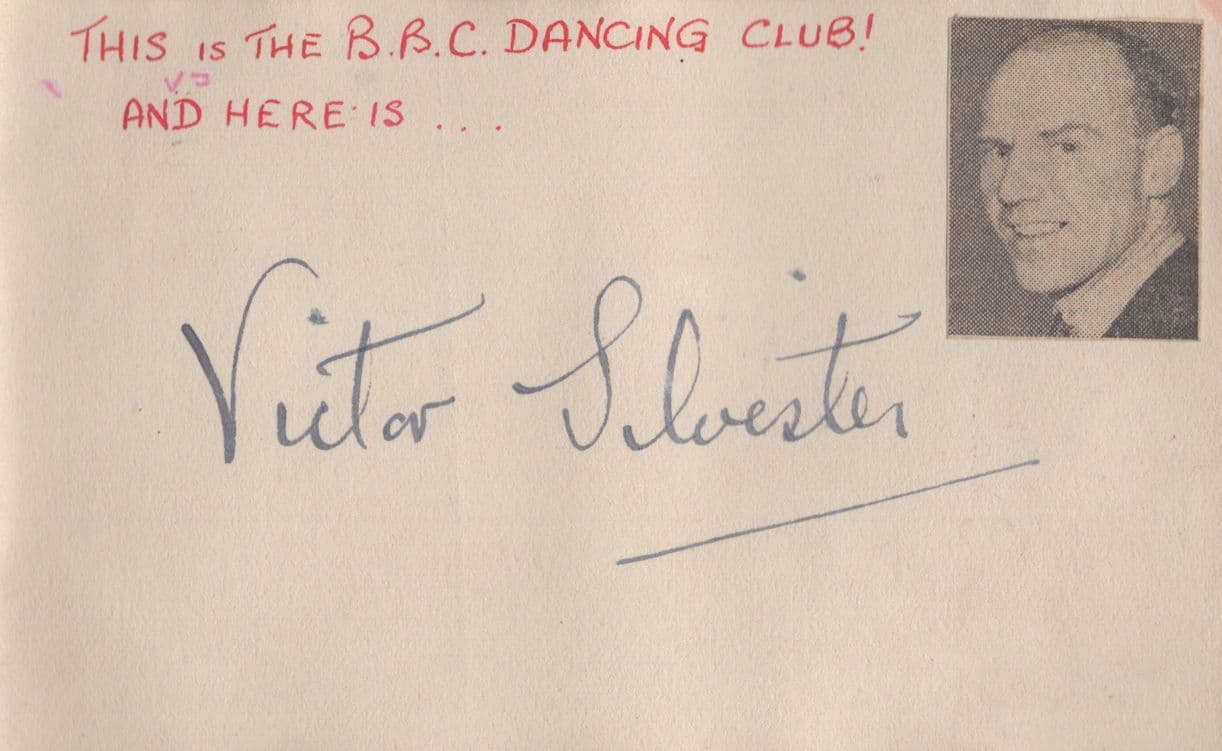 THIS IS THE B.B.C. DANCING CLUB!
AND HERE IS ...
Victor Silvester